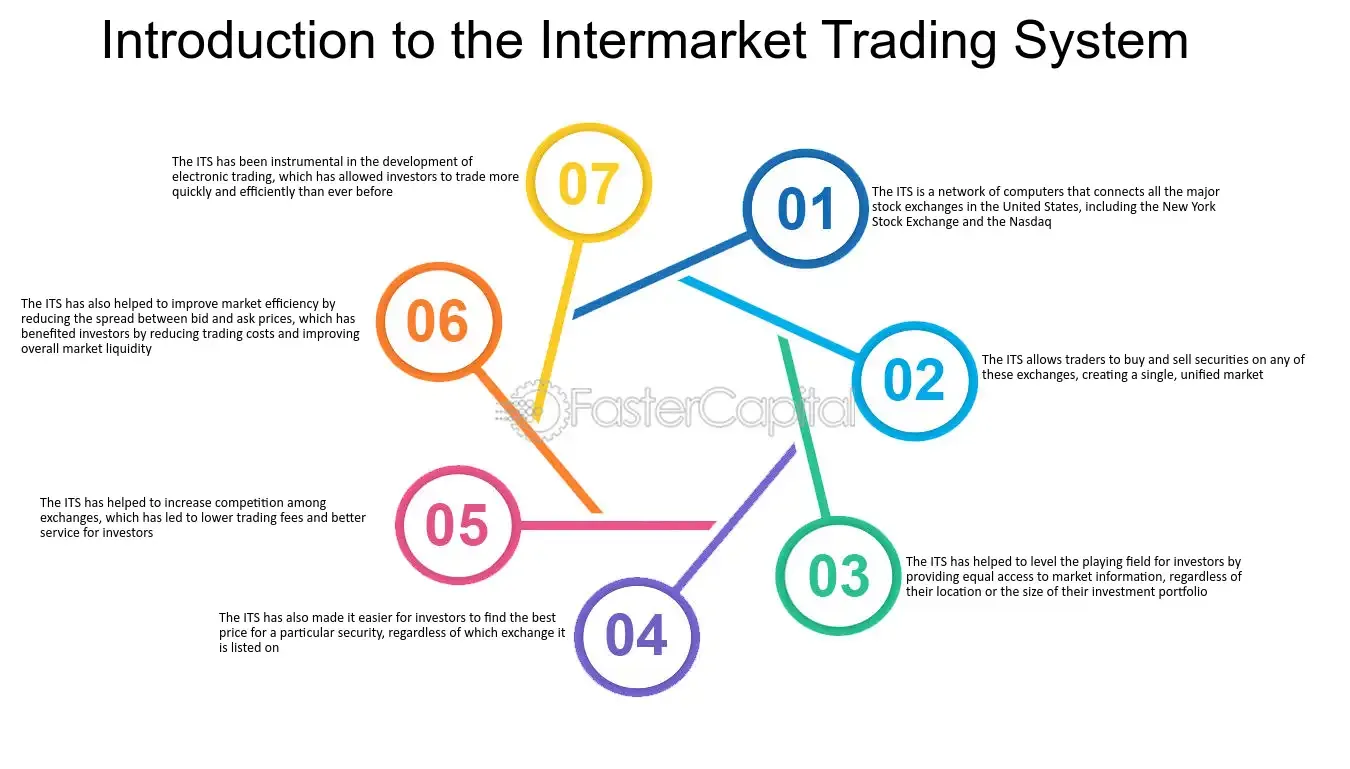 Introduction to the Intermarket Trading System
01
The ITS is a network of computers that connects all the major
stock exchanges in the United States, including the New York
Stock Exchange and the Nasdaq
02
The ITS allows traders to buy and sell securities on any of
these exchanges, creating a single, unified market
03
The ITS has helped to level the playing field for investors by
providing equal access to market information, regardless of
their location or the size of their investment portfolio
04
The ITS has also made it easier for investors to find the best
price for a particular security, regardless of which exchange it
is listed on
05
The ITS has helped to increase competition among
exchanges, which has led to lower trading fees and better
service for investors
06
The ITS has also helped to improve market efficiency by
reducing the spread between bid and ask prices, which has
benefited investors by reducing trading costs and improving
overall market liquidity
07
The ITS has been instrumental in the development of
electronic trading, which has allowed investors to trade more
quickly and efficiently than ever before
FasterCapital